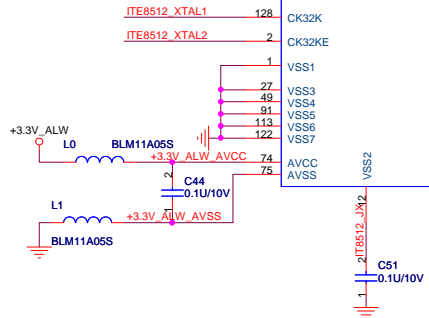 ITE8512_XTAL1
128
CK32K
ITE8512_XTAL2
2
CK32KE
1
VSS1
27
VSS3
49
VSS4
91
VSS5
113
VSS6
122
VSS7
+3.3V_ALW
L0
BLM11A05S
+3.3V_ALW_AVCC
74
AVCC
75
AVSS
VSS2
2
C44
0.1U/10V
1
L1
+3.3V_ALW_AVSS
BLM11A05S
12
IT8512_JX
2
C51
0.1U/10V
1